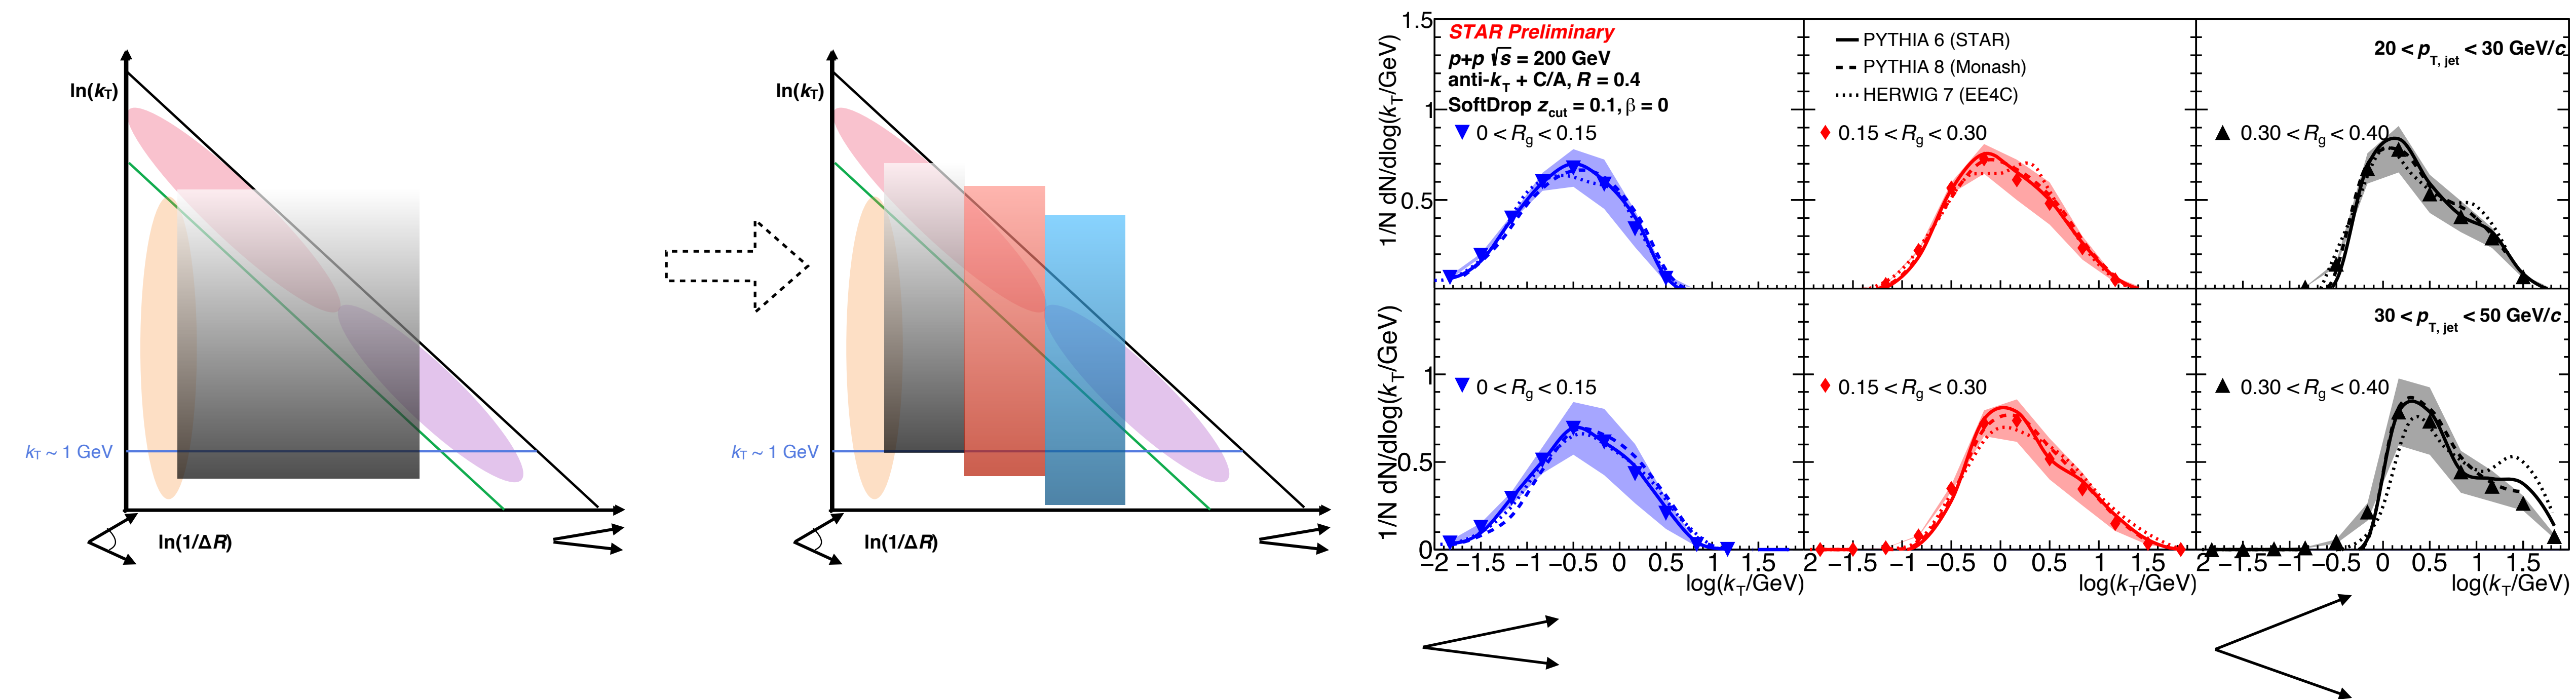 ln(kT)
kT ~ 1 GeV
ln(1/ΔR)
ln(kT)
kT ~ 1 GeV
ln(1/ΔR)
1/N dN/dlog(kT/GeV)
1.5
1
0.5
STAR Preliminary
p+p √s = 200 GeV
anti-kT + C/A, R = 0.4
SoftDrop zcut = 0.1, β = 0
0 < Rg < 0.15
PYTHIA 6 (STAR)
PYTHIA 8 (Monash)
HERWIG 7 (EE4C)
0.15 < Rg < 0.30
20 < pT, jet < 30 GeV/c
0.30 < Rg < 0.40
1/N dN/dlog(kT/GeV)
1
0.5
0
0 < Rg < 0.15
0.15 < Rg < 0.30
30 < pT, jet < 50 GeV/c
0.30 < Rg < 0.40
−2 −1.5 −1 −0.5 0 0.5 1 1.5
2 −1.5 −1 −0.5 0 0.5 1 1.5
2 −1.5 −1 −0.5 0 0.5 1 1.5
log(kT/GeV)
log(kT/GeV)
log(kT/GeV)